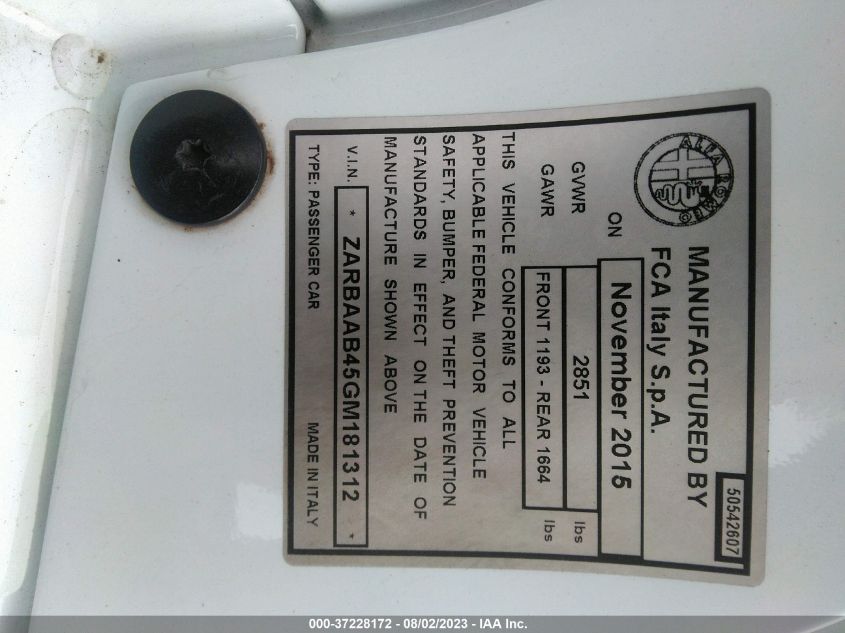 50542607
ALFA ROMEO
MANUFACTURED BY
FCA Italy S.p.A.
ON November 2015
GVWR 2851 lbs
GAWR FRONT 1193 - REAR 1664 lbs
THIS VEHICLE CONFORMS TO ALL
APPLICABLE FEDERAL MOTOR VEHICLE
SAFETY, BUMPER, AND THEFT PREVENTION
STANDARDS IN EFFECT ON THE DATE OF
MANUFACTURE SHOWN ABOVE
V.I.N. * ZARBAAB45GM181312 *
TYPE: PASSENGER CAR MADE IN ITALY
000-37228172 - 08/02/2023 - IAA Inc.